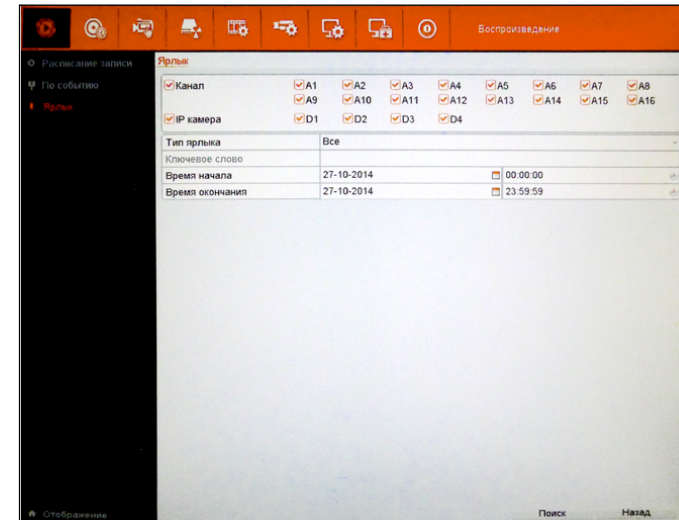 Воспроизведение
Расписание записи
По событию
Ярлык
Ярлык
Канал A1 A2 A3 A4 A5 A6 A7 A8
A9 A10 A11 A12 A13 A14 A15 A16
IP камера D1 D2 D3 D4
Тип ярлыка Все
Ключевое слово
Время начала 27-10-2014 00:00:00
Время окончания 27-10-2014 23:59:59
Отображение Поиск Назад